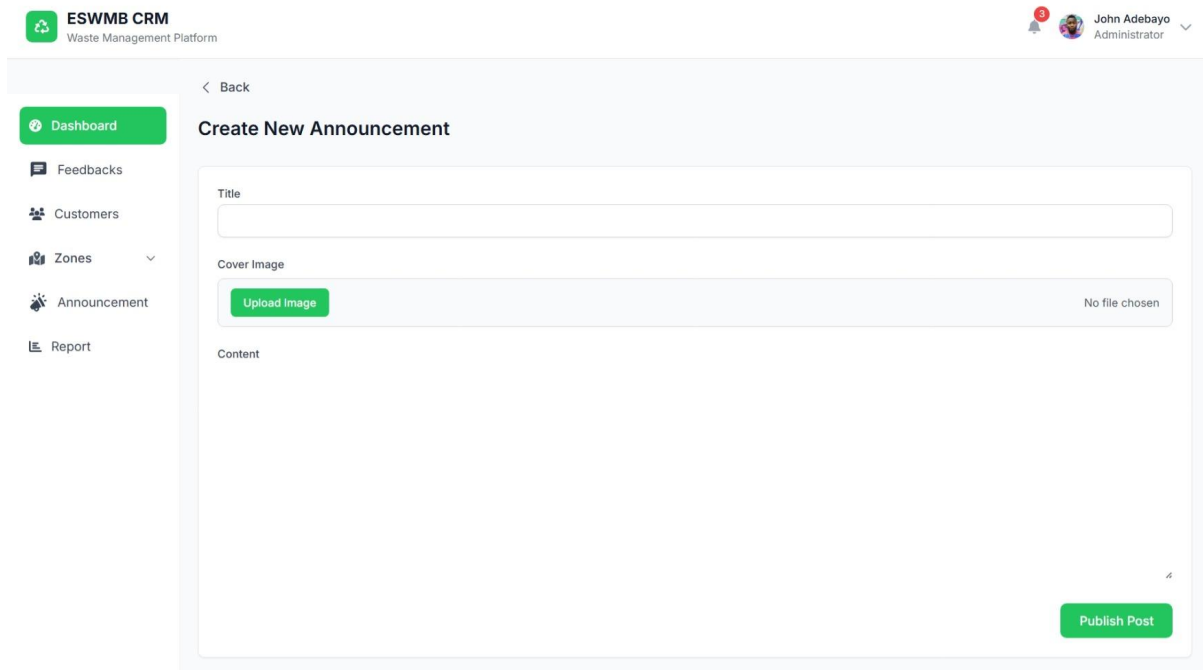 ESWMB CRM
Waste Management Platform
3
John Adebayo
Administrator
Back
Dashboard
Create New Announcement
Feedbacks
Title
Customers
Zones
Cover Image
Upload Image
No file chosen
Announcement
Report
Content
Publish Post